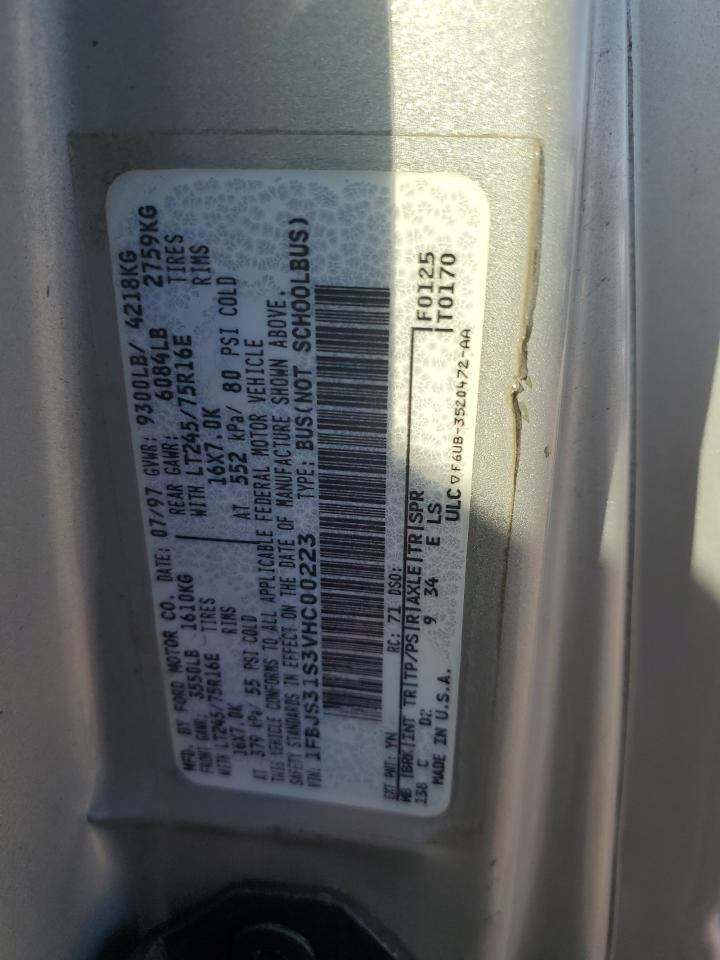 MFD. BY FORD MOTOR CO. DATE: 07/97 GVWR: 9300LB/ 4218KG
FRONT GAWR: 3550LB 1610KG REAR GAWR: 6084LB 2759KG
WITH LT245/75R16E TIRES WITH LT245/75R16E TIRES
16X7.0K RIMS 16X7.0K RIMS
AT 379 kPa/ 55 PSI COLD AT 552 kPa/ 80 PSI COLD
THIS VEHICLE CONFORMS TO ALL APPLICABLE FEDERAL MOTOR VEHICLE
SAFETY STANDARDS IN EFFECT ON THE DATE OF MANUFACTURE SHOWN ABOVE.
VIN: 1FBJS31S3VHC00223 TYPE: BUS(NOT SCHOOLBUS)
EXT PNT: YN RC: 71 DSO: F0125
WB |BRK|INT TR|TP/PS|R|AXLE|TR|SPR T0170
138 C D2 9 34 E LS
MADE IN U.S.A. ULC ▽ F6UB-3520472-AA